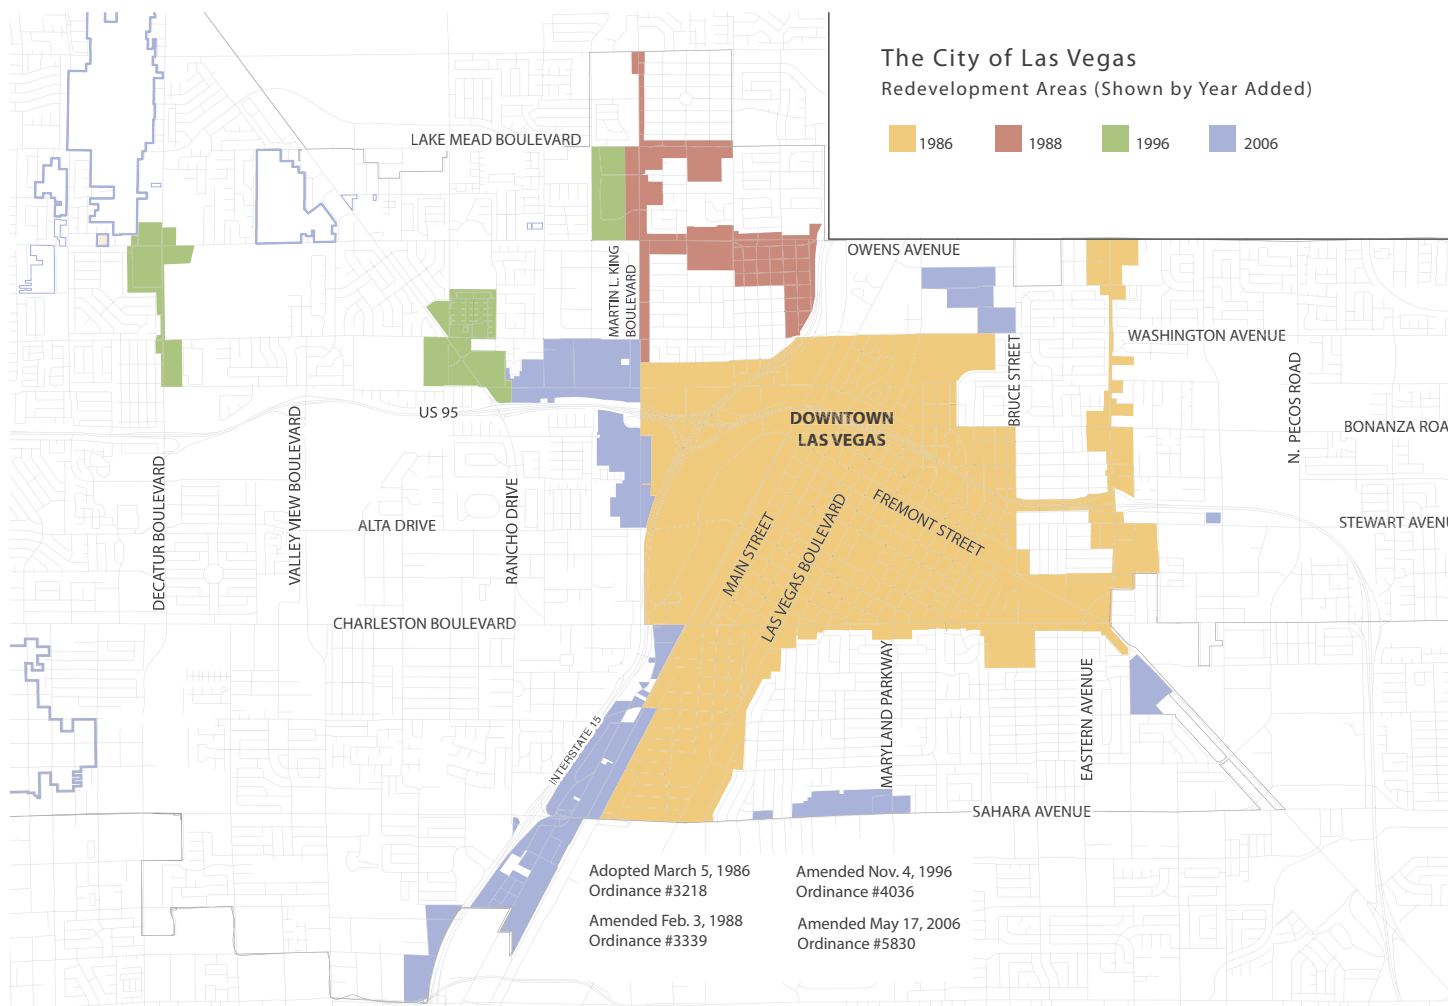 The City of Las Vegas
Redevelopment Areas (Shown by Year Added)
1986
1988
1996
2006
LAKE MEAD BOULEVARD
OWENS AVENUE
MARTIN L. KING
BOULEVARD
WASHINGTON AVENUE
BRUCE STREET
N. PECOS ROAD
US 95
DOWNTOWN
LAS VEGAS
BONANZA ROA
DECATUR BOULEVARD
VALLEY VIEW BOULEVARD
RANCHO DRIVE
ALTA DRIVE
MAIN STREET
LAS VEGAS BOULEVARD
FREMONT STREET
STEWART AVENU
CHARLESTON BOULEVARD
MARYLAND PARKWAY
EASTERN AVENUE
INTERSTATE 15
SAHARA AVENUE
Adopted March 5, 1986
Ordinance #3218
Amended Feb. 3, 1988
Ordinance #3339
Amended Nov. 4, 1996
Ordinance #4036
Amended May 17, 2006
Ordinance #5830